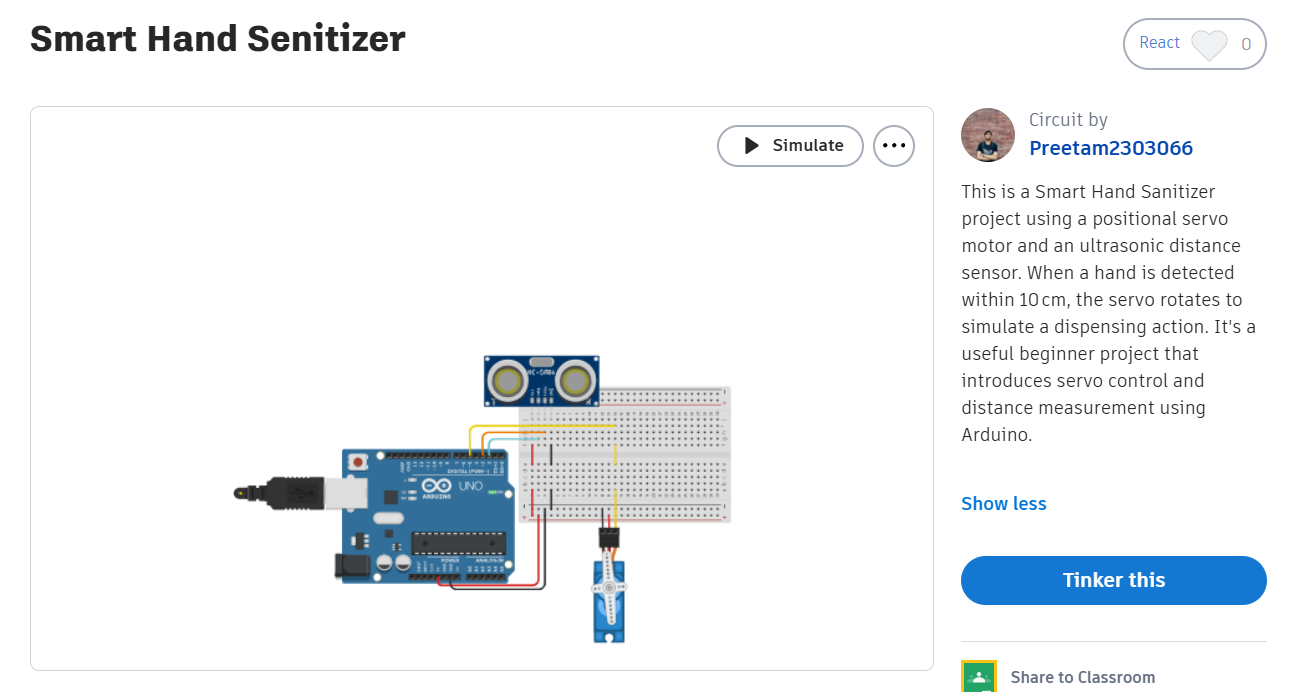 Smart Hand Senitizer
React 0
Simulate
Circuit by
Preetam2303066
This is a Smart Hand Sanitizer
project using a positional servo
motor and an ultrasonic distance
sensor. When a hand is detected
within 10 cm, the servo rotates to
simulate a dispensing action. It's a
useful beginner project that
introduces servo control and
distance measurement using
Arduino.
Show less
Tinker this
Share to Classroom
HC-SR04
UNO
ARDUINO
POWER
ANALOG IN